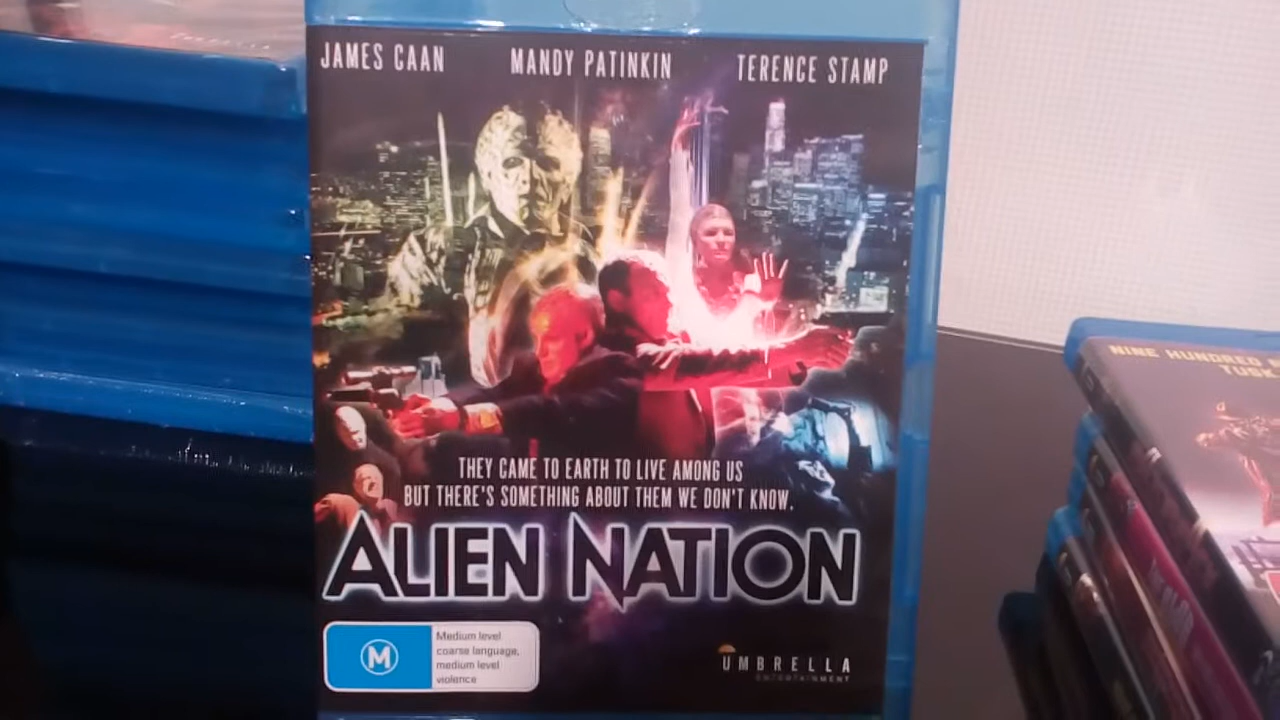 JAMES CAAN
MANDY PATINKIN
TERENCE STAMP
THEY CAME TO EARTH TO LIVE AMONG US
BUT THERE'S SOMETHING ABOUT THEM WE DON'T KNOW.
ALIEN NATION
M
Medium level
coarse language,
medium level
violence
UMBRELLA
ENTERTAINMENT
NINE HUNDRED
TUSK